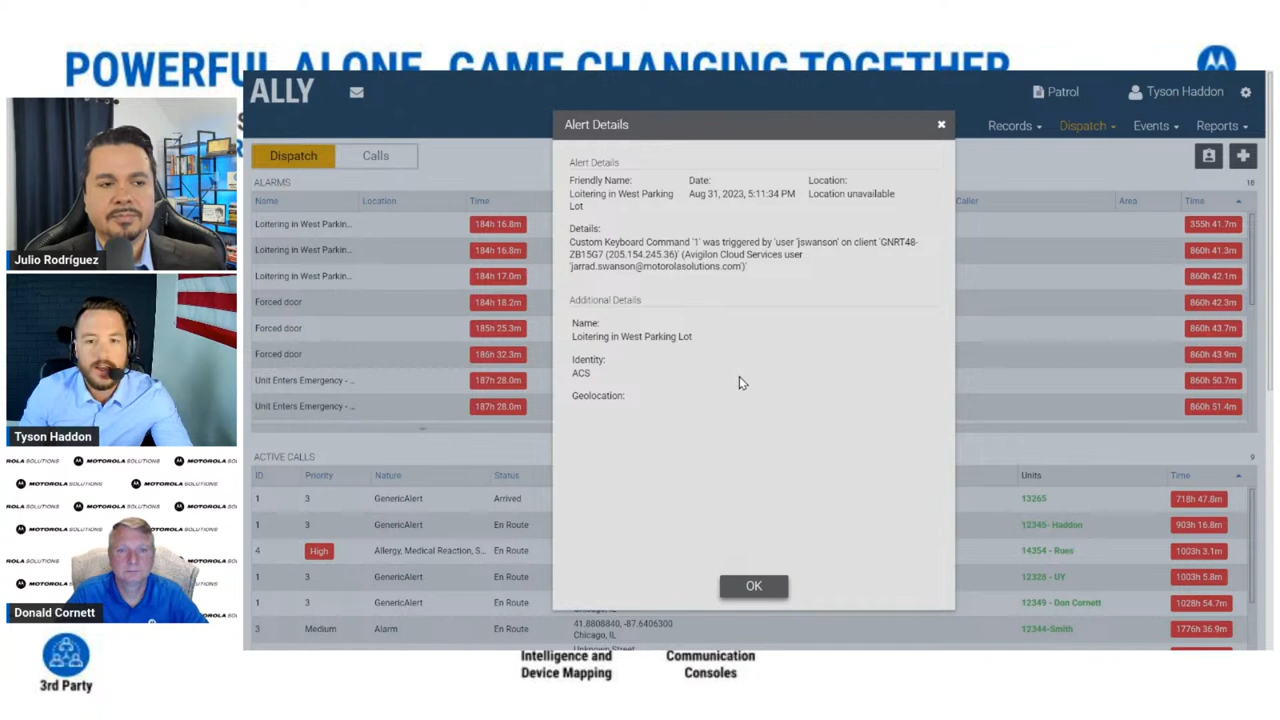 POWERFUL ALONE, GAME CHANGING TOGETHER
ALLY
Patrol
Tyson Haddon
Records
Dispatch
Events
Reports
Dispatch
Calls
ALARMS
18
Name
Location
Time
Caller
Area
Time
Loitering in West Parkin...
184h 16.8m
355h 41.7m
Loitering in West Parkin...
184h 16.8m
860h 41.3m
Loitering in West Parkin...
184h 17.0m
860h 42.1m
Forced door
184h 18.2m
860h 42.3m
Forced door
185h 25.3m
860h 43.7m
Forced door
186h 32.3m
860h 43.9m
Unit Enters Emergency - ...
187h 28.0m
860h 50.7m
Unit Enters Emergency - ...
187h 28.0m
860h 51.4m
Alert Details
Alert Details
Friendly Name:
Loitering in West Parking
Lot
Date:
Aug 31, 2023, 5:11:34 PM
Location:
Location unavailable
Details:
Custom Keyboard Command '1' was triggered by 'user 'jswanson' on client 'GNRT48-
ZB15G7 (205.154.245.36)' (Avigilon Cloud Services user
'jarrad.swanson@motorolasolutions.com')'
Additional Details
Name:
Loitering in West Parking Lot
Identity:
ACS
Geolocation:
OK
ACTIVE CALLS
9
ID
Priority
Nature
Status
Units
Time
1
3
GenericAlert
Arrived
13265
718h 47.8m
1
3
GenericAlert
En Route
12345- Haddon
903h 16.8m
4
High
Allergy, Medical Reaction, S...
En Route
14354 - Rues
1003h 3.1m
1
3
GenericAlert
En Route
12328 - UY
1003h 5.8m
1
3
GenericAlert
En Route
Chicago, IL
12349 - Don Cornett
1028h 54.7m
3
Medium
Alarm
En Route
41.8808840, -87.6406300
Chicago, IL
12344-Smith
1776h 36.9m
Unknown Street
Julio Rodríguez
Tyson Haddon
MOTOROLA SOLUTIONS
Donald Cornett
3rd Party
Intelligence and
Device Mapping
Communication
Consoles